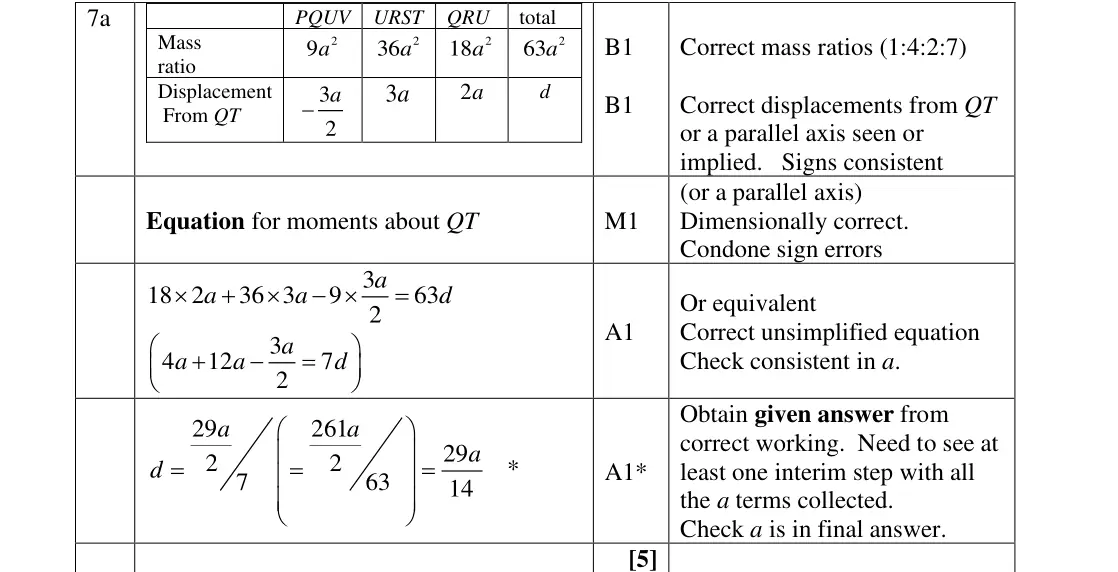 7a
PQUV URST QRU total
Mass ratio 9a² 36a² 18a² 63a²
B1 Correct mass ratios (1:4:2:7)
Displacement From QT −3a/2 3a 2a d
B1 Correct displacements from QT
or a parallel axis seen or
implied. Signs consistent
Equation for moments about QT
M1
(or a parallel axis)
Dimensionally correct.
Condone sign errors
18 × 2a + 36 × 3a − 9 × 3a/2 = 63d
(4a + 12a − 3a/2 = 7d)
A1
Or equivalent
Correct unsimplified equation
Check consistent in a.
d = (29a/2)/7 (= (261a/2)/63) = 29a/14 *
A1*
Obtain given answer from
correct working. Need to see at
least one interim step with all
the a terms collected.
Check a is in final answer.
[5]